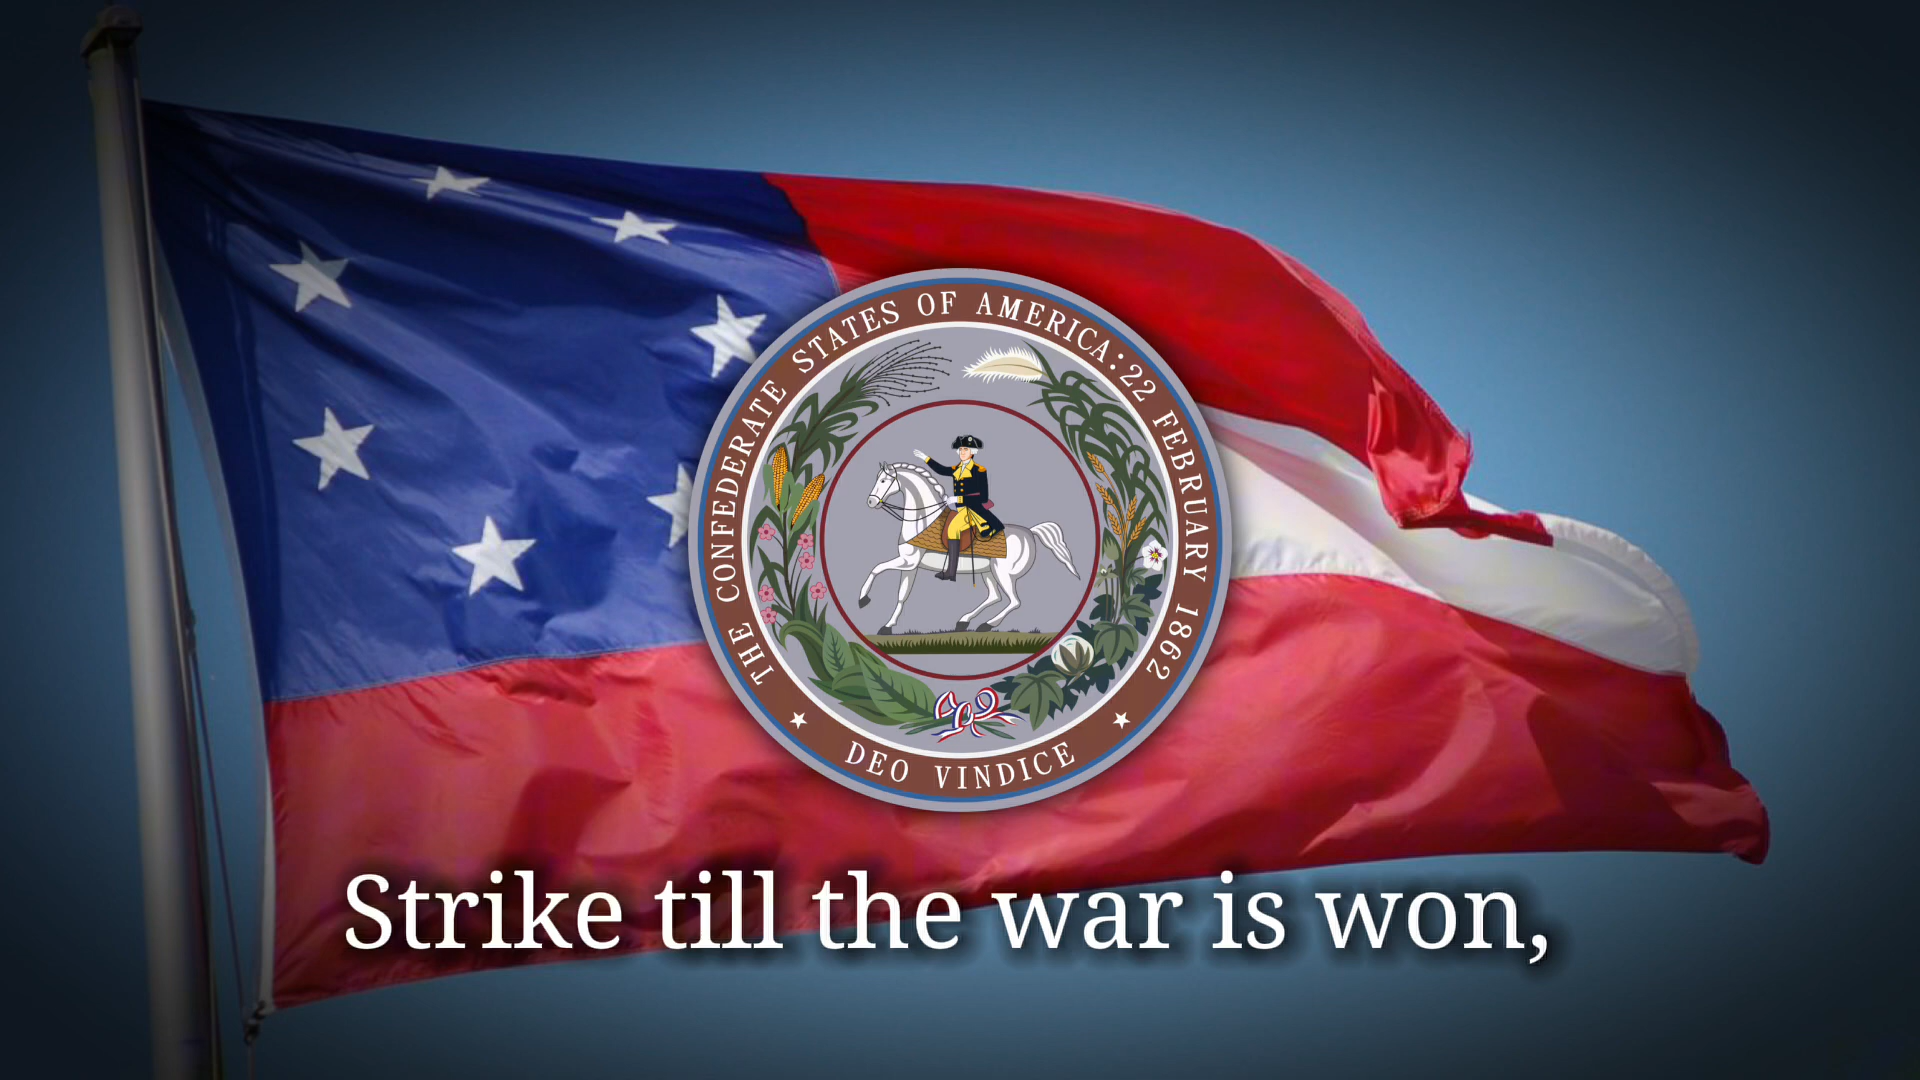 THE CONFEDERATE STATES OF AMERICA: 22 FEBRUARY 1862
DEO VINDICE
Strike till the war is won,